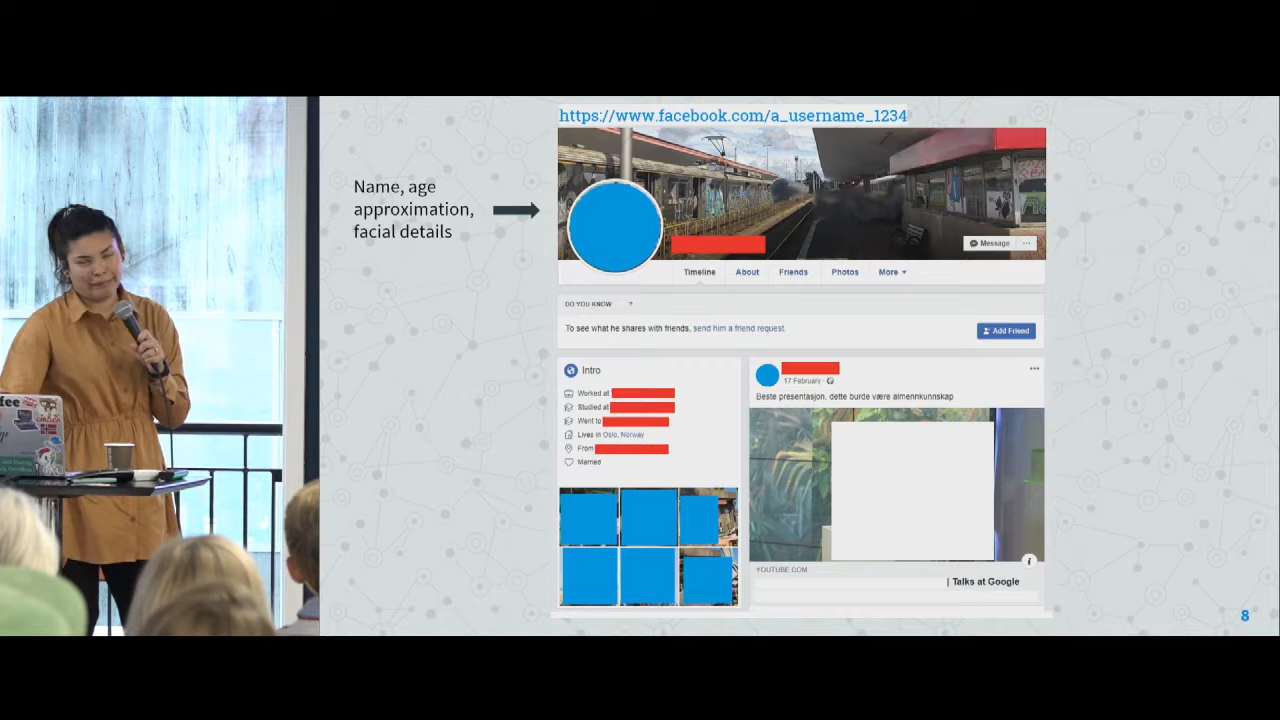 https://www.facebook.com/a_username_1234
Name, age
approximation,
facial details
Message
Timeline About Friends Photos More
DO YOU KNOW ?
To see what he shares with friends, send him a friend request.
Add Friend
Intro
Worked at
Studied at
Went to
Lives in Oslo, Norway
From
Married
17 February
Beste presentasjon, dette burde være almennkunnskap
i
YOUTUBE.COM
| Talks at Google
8
fee